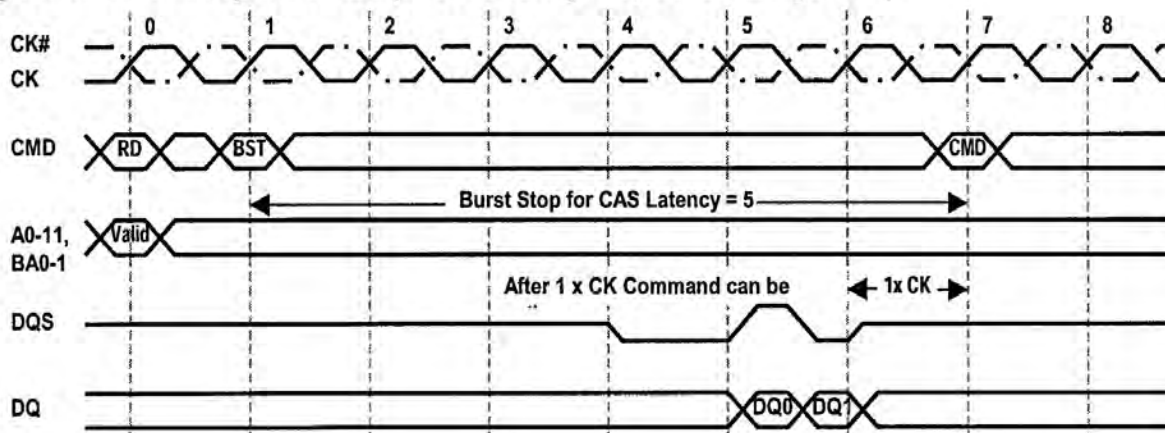 0 1 2 3 4 5 6 7 8
CK#
CK
CMD RD BST CMD
Burst Stop for CAS Latency = 5
A0-11, Valid
BA0-1
After 1 x CK Command can be 1x CK
DQS
DQ DQ0 DQ1